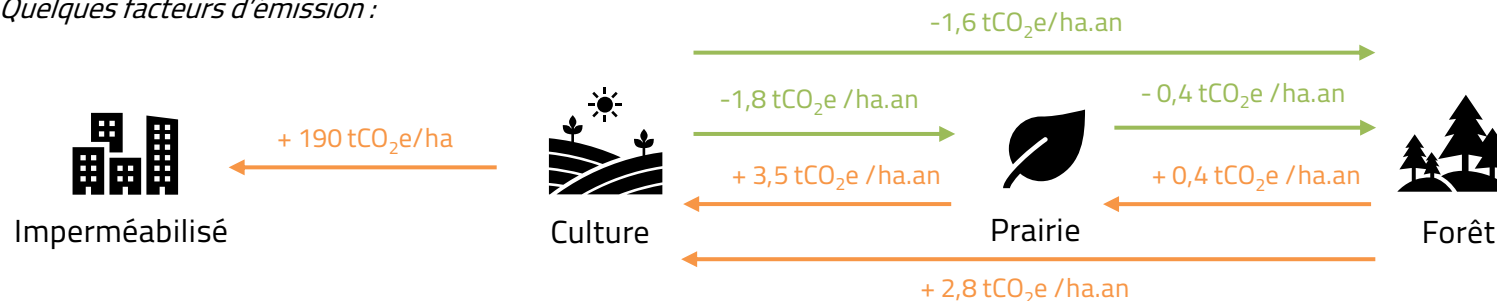 Quelques facteurs d'émission :
-1,6 tCO₂e/ha.an
-1,8 tCO₂e /ha.an
- 0,4 tCO₂e /ha.an
+ 190 tCO₂e/ha
+ 3,5 tCO₂e /ha.an
+ 0,4 tCO₂e /ha.an
Imperméabilisé
Culture
Prairie
Forêt
+ 2,8 tCO₂e /ha.an